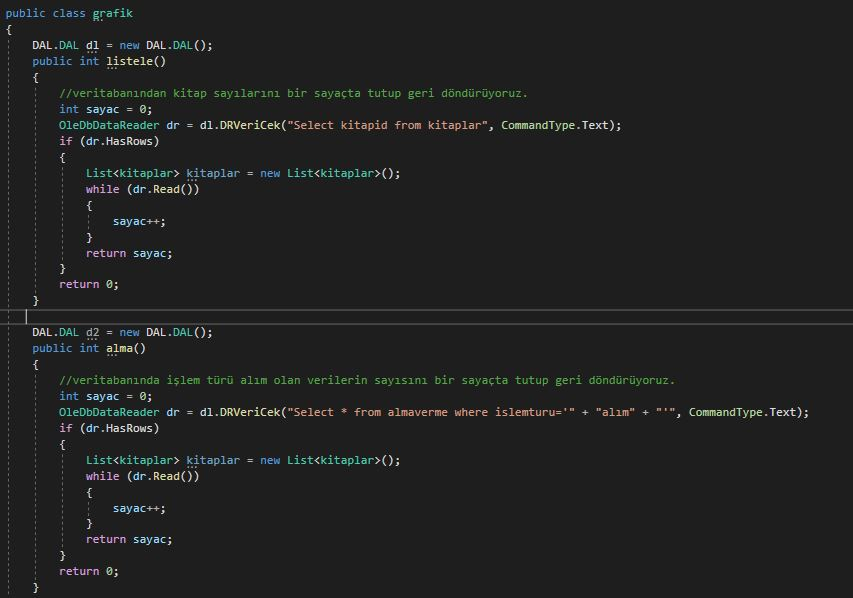 public class grafik
{
DAL.DAL d1 = new DAL.DAL();
public int listele()
{
//veritabanından kitap sayılarını bir sayaçta tutup geri döndürüyoruz.
int sayac = 0;
OleDbDataReader dr = d1.DRVeriCek("Select kitapid from kitaplar", CommandType.Text);
if (dr.HasRows)
{
List<kitaplar> kitaplar = new List<kitaplar>();
while (dr.Read())
{
sayac++;
}
return sayac;
}
return 0;
}
DAL.DAL d2 = new DAL.DAL();
public int alma()
{
//veritabanında işlem türü alım olan verilerin sayısını bir sayaçta tutup geri döndürüyoruz.
int sayac = 0;
OleDbDataReader dr = d1.DRVeriCek("Select * from almaverme where islemturu='" + "alım" + "'", CommandType.Text);
if (dr.HasRows)
{
List<kitaplar> kitaplar = new List<kitaplar>();
while (dr.Read())
{
sayac++;
}
return sayac;
}
return 0;
}